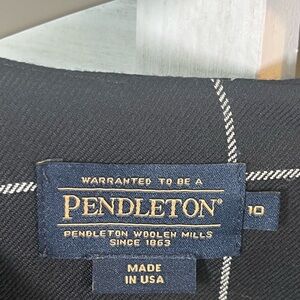 WARRANTED TO BE A
PENDLETON®
10
PENDLETON WOOLEN MILLS
SINCE 1863
MADE
IN USA